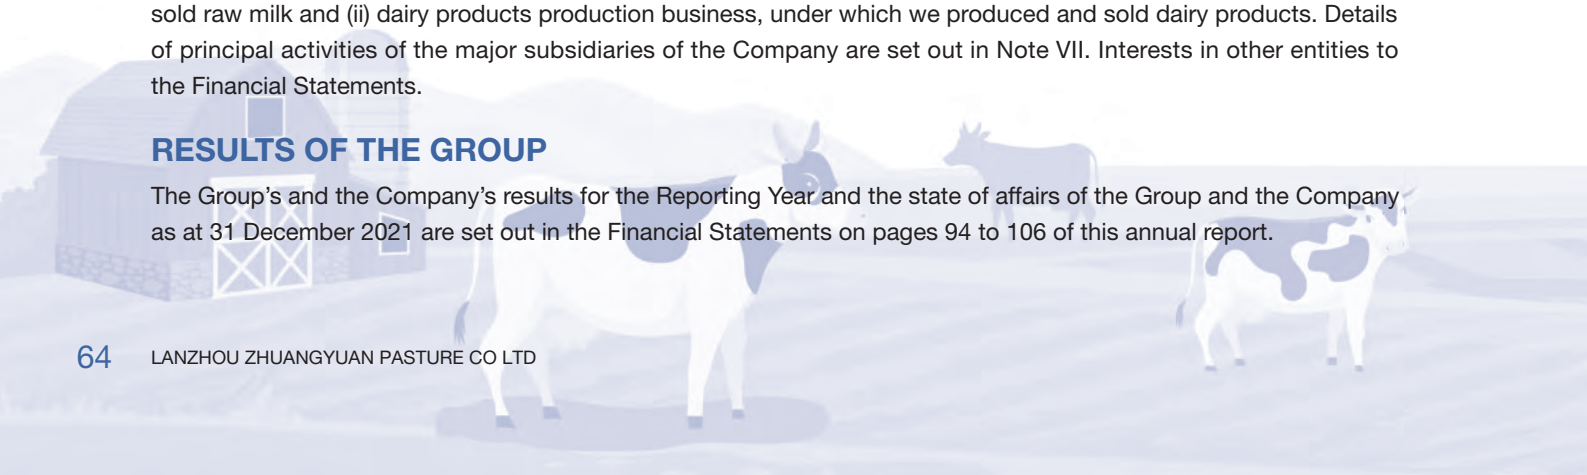 sold raw milk and (ii) dairy products production business, under which we produced and sold dairy products. Details
of principal activities of the major subsidiaries of the Company are set out in Note VII. Interests in other entities to
the Financial Statements.
RESULTS OF THE GROUP
The Group’s and the Company’s results for the Reporting Year and the state of affairs of the Group and the Company
as at 31 December 2021 are set out in the Financial Statements on pages 94 to 106 of this annual report.
64 LANZHOU ZHUANGYUAN PASTURE CO LTD